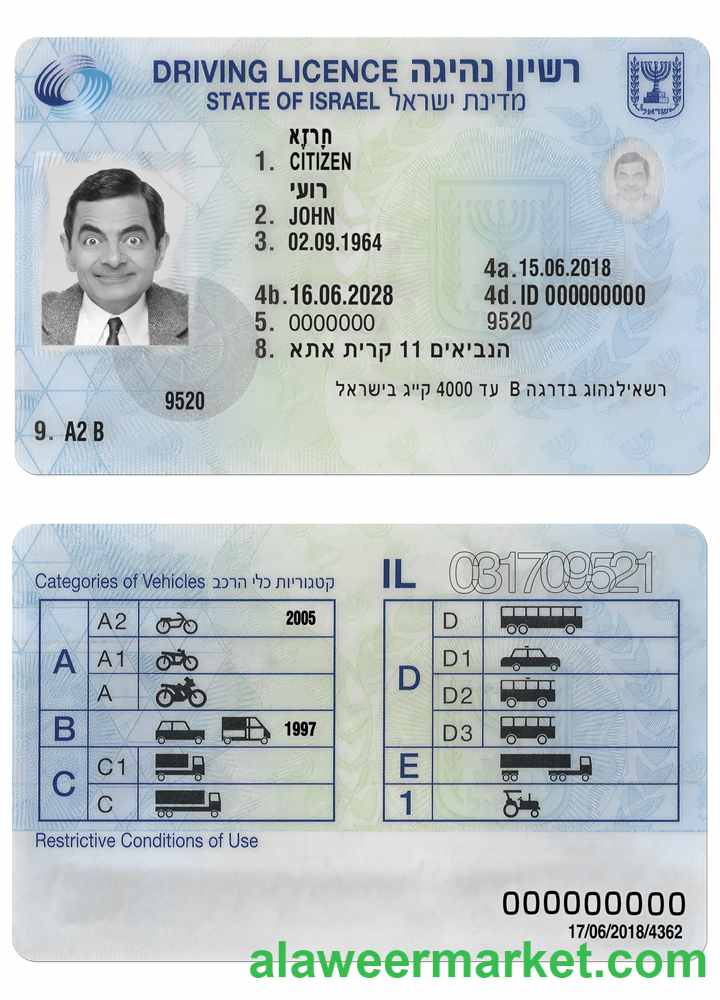 DRIVING LICENCE רשיון נהיגה
STATE OF ISRAEL מדינת ישראל
ישראל
חָרְזָא
1. CITIZEN
רועי
2. JOHN
3. 02.09.1964
4a. 15.06.2018
4b. 16.06.2028
4d. ID 000000000
5. 0000000
9520
8. הנביאים 11 קרית אתא
רשאילנהוג בדרגה B עד 4000 קייג בישראל
9520
9. A2 B
Categories of Vehicles קטגוריות כלי הרכב
IL 031709521
A
A2 2005
A1
A
B 1997
C
C1
C
D
D
D1
D2
D3
E
1
Restrictive Conditions of Use
000000000
17/06/2018/4362
alaweermarket.com